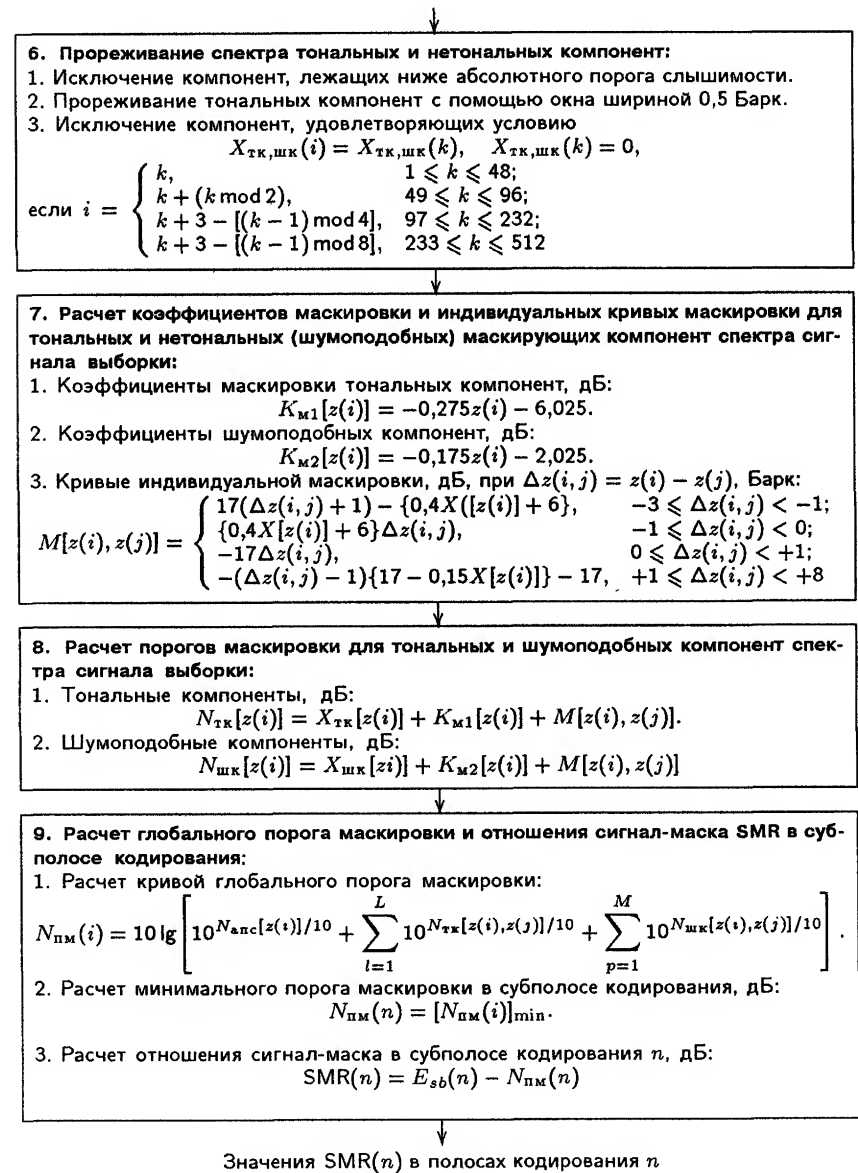 6. Прореживание спектра тональных и нетональных компонент:
1. Исключение компонент, лежащих ниже абсолютного порога слышимости.
2. Прореживание тональных компонент с помощью окна шириной 0,5 Барк.
3. Исключение компонент, удовлетворяющих условию
X_{тк,шк}(i) = X_{тк,шк}(k), X_{тк,шк}(k) = 0,
если i = { k, 1 ⩽ k ⩽ 48;
k + (k mod 2), 49 ⩽ k ⩽ 96;
k + 3 − [(k − 1) mod 4], 97 ⩽ k ⩽ 232;
k + 3 − [(k − 1) mod 8], 233 ⩽ k ⩽ 512
7. Расчет коэффициентов маскировки и индивидуальных кривых маскировки для
тональных и нетональных (шумоподобных) маскирующих компонент спектра сиг-
нала выборки:
1. Коэффициенты маскировки тональных компонент, дБ:
K_{м1}[z(i)] = −0,275z(i) − 6,025.
2. Коэффициенты шумоподобных компонент, дБ:
K_{м2}[z(i)] = −0,175z(i) − 2,025.
3. Кривые индивидуальной маскировки, дБ, при Δz(i, j) = z(i) − z(j), Барк:
M[z(i), z(j)] = { 17(Δz(i, j) + 1) − {0,4X([z(i)] + 6}, −3 ⩽ Δz(i, j) < −1;
{0,4X[z(i)] + 6}Δz(i, j), −1 ⩽ Δz(i, j) < 0;
−17Δz(i, j), 0 ⩽ Δz(i, j) < +1;
−(Δz(i, j) − 1){17 − 0,15X[z(i)]} − 17, +1 ⩽ Δz(i, j) < +8
8. Расчет порогов маскировки для тональных и шумоподобных компонент спек-
тра сигнала выборки:
1. Тональные компоненты, дБ:
N_{тк}[z(i)] = X_{тк}[z(i)] + K_{м1}[z(i)] + M[z(i), z(j)].
2. Шумоподобные компоненты, дБ:
N_{шк}[z(i)] = X_{шк}[zi)] + K_{м2}[z(i)] + M[z(i), z(j)]
9. Расчет глобального порога маскировки и отношения сигнал-маска SMR в суб-
полосе кодирования:
1. Расчет кривой глобального порога маскировки:
N_{пм}(i) = 10 lg [10^{N_{апс}[z(i)]/10} + ∑_{l=1}^{L} 10^{N_{тк}[z(i),z(j)]/10} + ∑_{p=1}^{M} 10^{N_{шк}[z(i),z(j)]/10}] .
2. Расчет минимального порога маскировки в субполосе кодирования, дБ:
N_{пм}(n) = [N_{пм}(i)]_{min}.
3. Расчет отношения сигнал-маска в субполосе кодирования n, дБ:
SMR(n) = E_{sb}(n) − N_{пм}(n)
Значения SMR(n) в полосах кодирования n